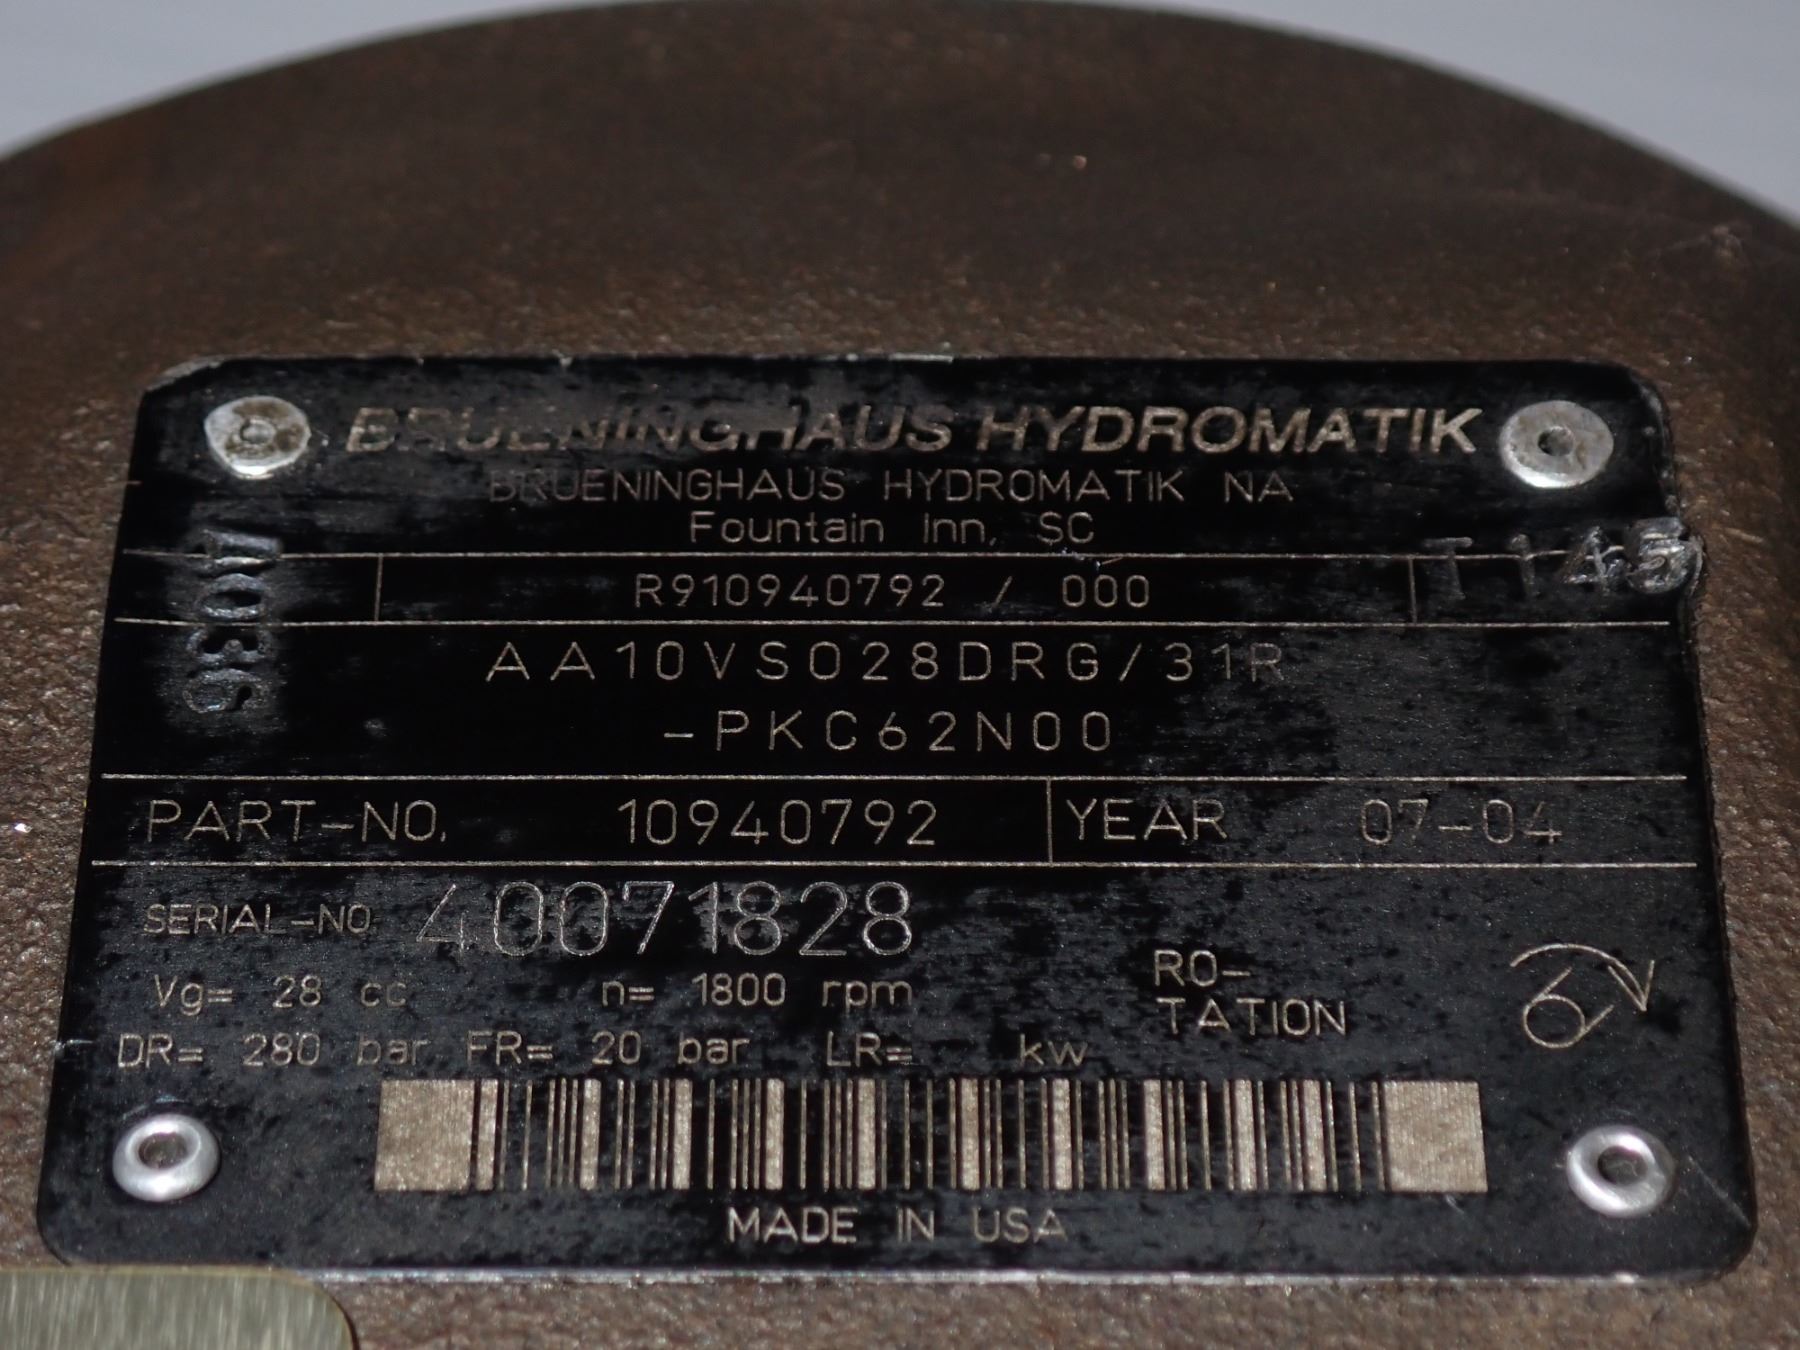 BRUENINGHAUS HYDROMATIK
BRUENINGHAUS HYDROMATIK NA
Fountain Inn, SC
A036
R910940792 / 000
T145
AA10VSO28DRG/31R
-PKC62N00
PART-NO. 10940792 YEAR 07-04
SERIAL-NO 40071828
Vg= 28 cc n= 1800 rpm
RO-
TATION
DR= 280 bar FR= 20 bar LR= kw
MADE IN USA